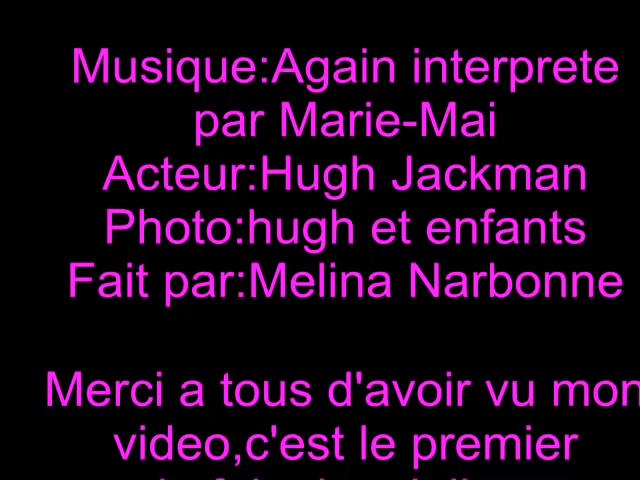 Musique:Again interprete
par Marie-Mai
Acteur:Hugh Jackman
Photo:hugh et enfants
Fait par:Melina Narbonne
Merci a tous d'avoir vu mon
video,c'est le premier